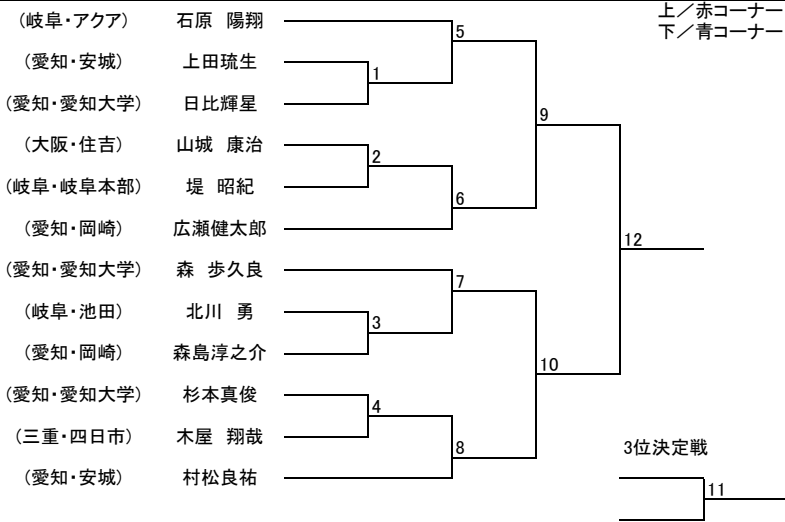 上／赤コーナー
下／青コーナー
(岐阜・アクア) 石原 陽翔
5
(愛知・安城) 上田琉生
1
(愛知・愛知大学) 日比輝星
9
(大阪・住吉) 山城 康治
2
(岐阜・岐阜本部) 堤 昭紀
6
(愛知・岡崎) 広瀬健太郎
12
(愛知・愛知大学) 森 歩久良
7
(岐阜・池田) 北川 勇
3
(愛知・岡崎) 森島淳之介
10
(愛知・愛知大学) 杉本真俊
4
(三重・四日市) 木屋 翔哉
8
3位決定戦
(愛知・安城) 村松良祐
11